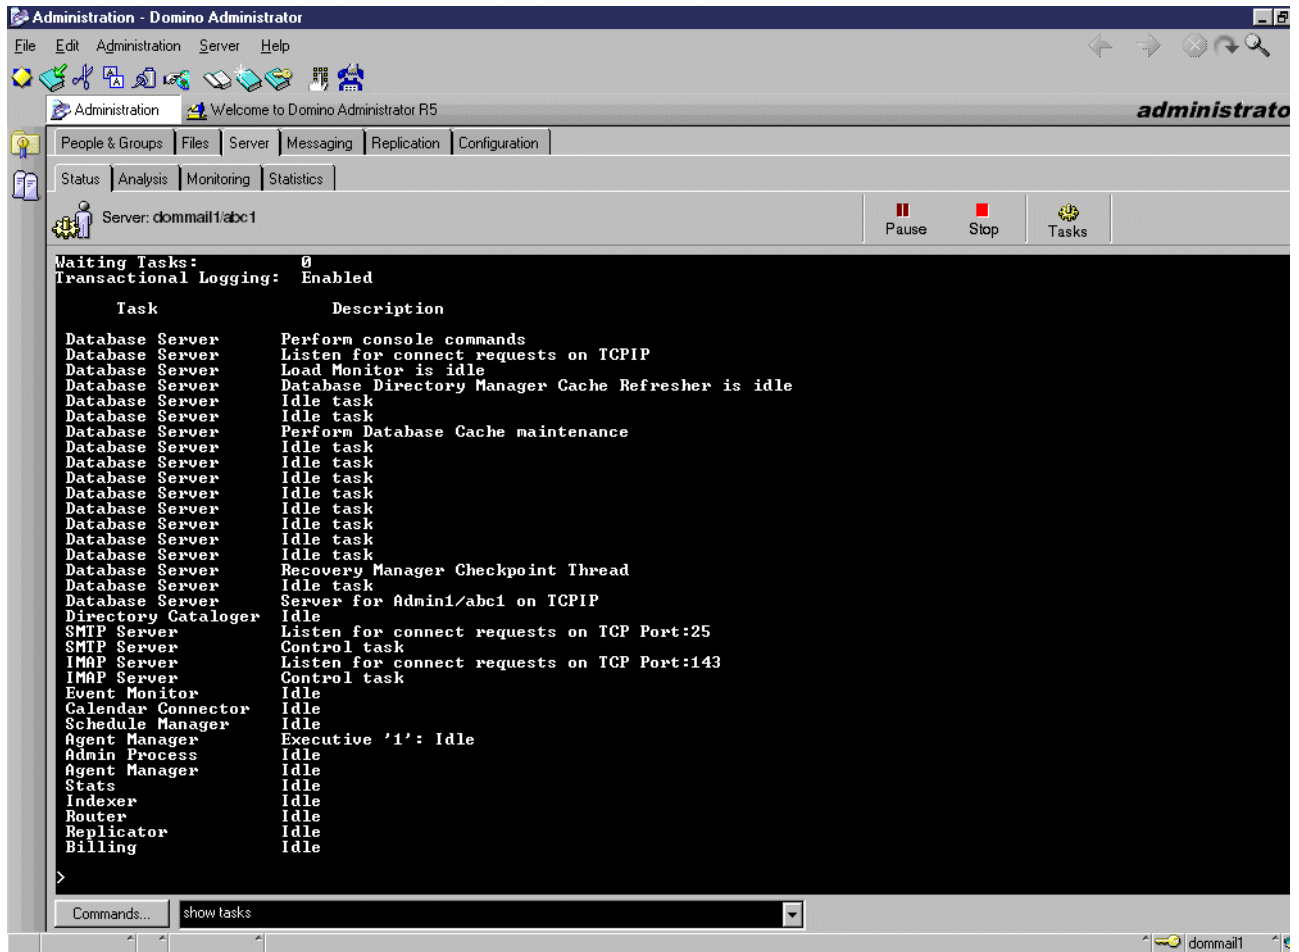 Administration - Domino Administrator
File Edit Administration Server Help
Administration Welcome to Domino Administrator R5 administrato
People & Groups Files Server Messaging Replication Configuration
Status Analysis Monitoring Statistics
Server: dommail1/abc1
Pause Stop Tasks
Waiting Tasks: 0
Transactional Logging: Enabled
Task Description
Database Server Perform console commands
Database Server Listen for connect requests on TCPIP
Database Server Load Monitor is idle
Database Server Database Directory Manager Cache Refresher is idle
Database Server Idle task
Database Server Idle task
Database Server Perform Database Cache maintenance
Database Server Idle task
Database Server Idle task
Database Server Idle task
Database Server Idle task
Database Server Idle task
Database Server Idle task
Database Server Idle task
Database Server Idle task
Database Server Recovery Manager Checkpoint Thread
Database Server Idle task
Database Server Server for Admin1/abc1 on TCPIP
Directory Cataloger Idle
SMTP Server Listen for connect requests on TCP Port:25
SMTP Server Control task
IMAP Server Listen for connect requests on TCP Port:143
IMAP Server Control task
Event Monitor Idle
Calendar Connector Idle
Schedule Manager Idle
Agent Manager Executive '1': Idle
Admin Process Idle
Agent Manager Idle
Stats Idle
Indexer Idle
Router Idle
Replicator Idle
Billing Idle
>
Commands... show tasks
dommail1